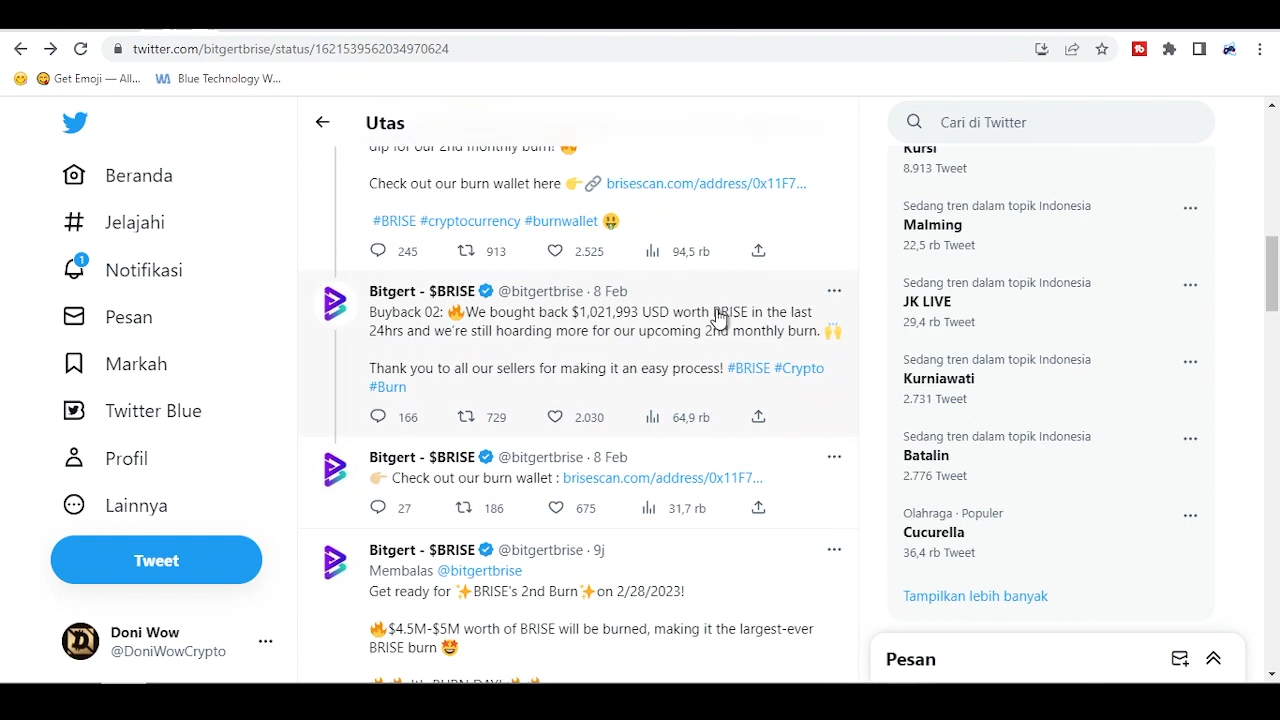 twitter.com/bitgertbrise/status/1621539562034970624
Get Emoji — All...
Blue Technology W...
Utas
Cari di Twitter
Beranda
Jelajahi
1
Notifikasi
Pesan
Markah
Twitter Blue
Profil
Lainnya
Tweet
Doni Wow
@DoniWowCrypto
dip for our 2nd monthly burn! 🔥
Check out our burn wallet here 👉🔗 brisescan.com/address/0x11F7...
#BRISE #cryptocurrency #burnwallet 🤑
245 913 2.525 94,5 rb
Bitgert - $BRISE @bitgertbrise · 8 Feb
Buyback 02: 🔥We bought back $1,021,993 USD worth BRISE in the last
24hrs and we're still hoarding more for our upcoming 2nd monthly burn. 🙌
Thank you to all our sellers for making it an easy process! #BRISE #Crypto
#Burn
166 729 2.030 64,9 rb
Bitgert - $BRISE @bitgertbrise · 8 Feb
👉🏻 Check out our burn wallet : brisescan.com/address/0x11F7...
27 186 675 31,7 rb
Bitgert - $BRISE @bitgertbrise · 9j
Membalas @bitgertbrise
Get ready for ✨BRISE's 2nd Burn✨on 2/28/2023!
🔥$4.5M-$5M worth of BRISE will be burned, making it the largest-ever
BRISE burn 🤩
🔥🔥 It's BURN DAY! 🔥🔥
Kursi
8.913 Tweet
Sedang tren dalam topik Indonesia
Malming
22,5 rb Tweet
Sedang tren dalam topik Indonesia
JK LIVE
29,4 rb Tweet
Sedang tren dalam topik Indonesia
Kurniawati
2.731 Tweet
Sedang tren dalam topik Indonesia
Batalin
2.776 Tweet
Olahraga · Populer
Cucurella
36,4 rb Tweet
Tampilkan lebih banyak
Pesan